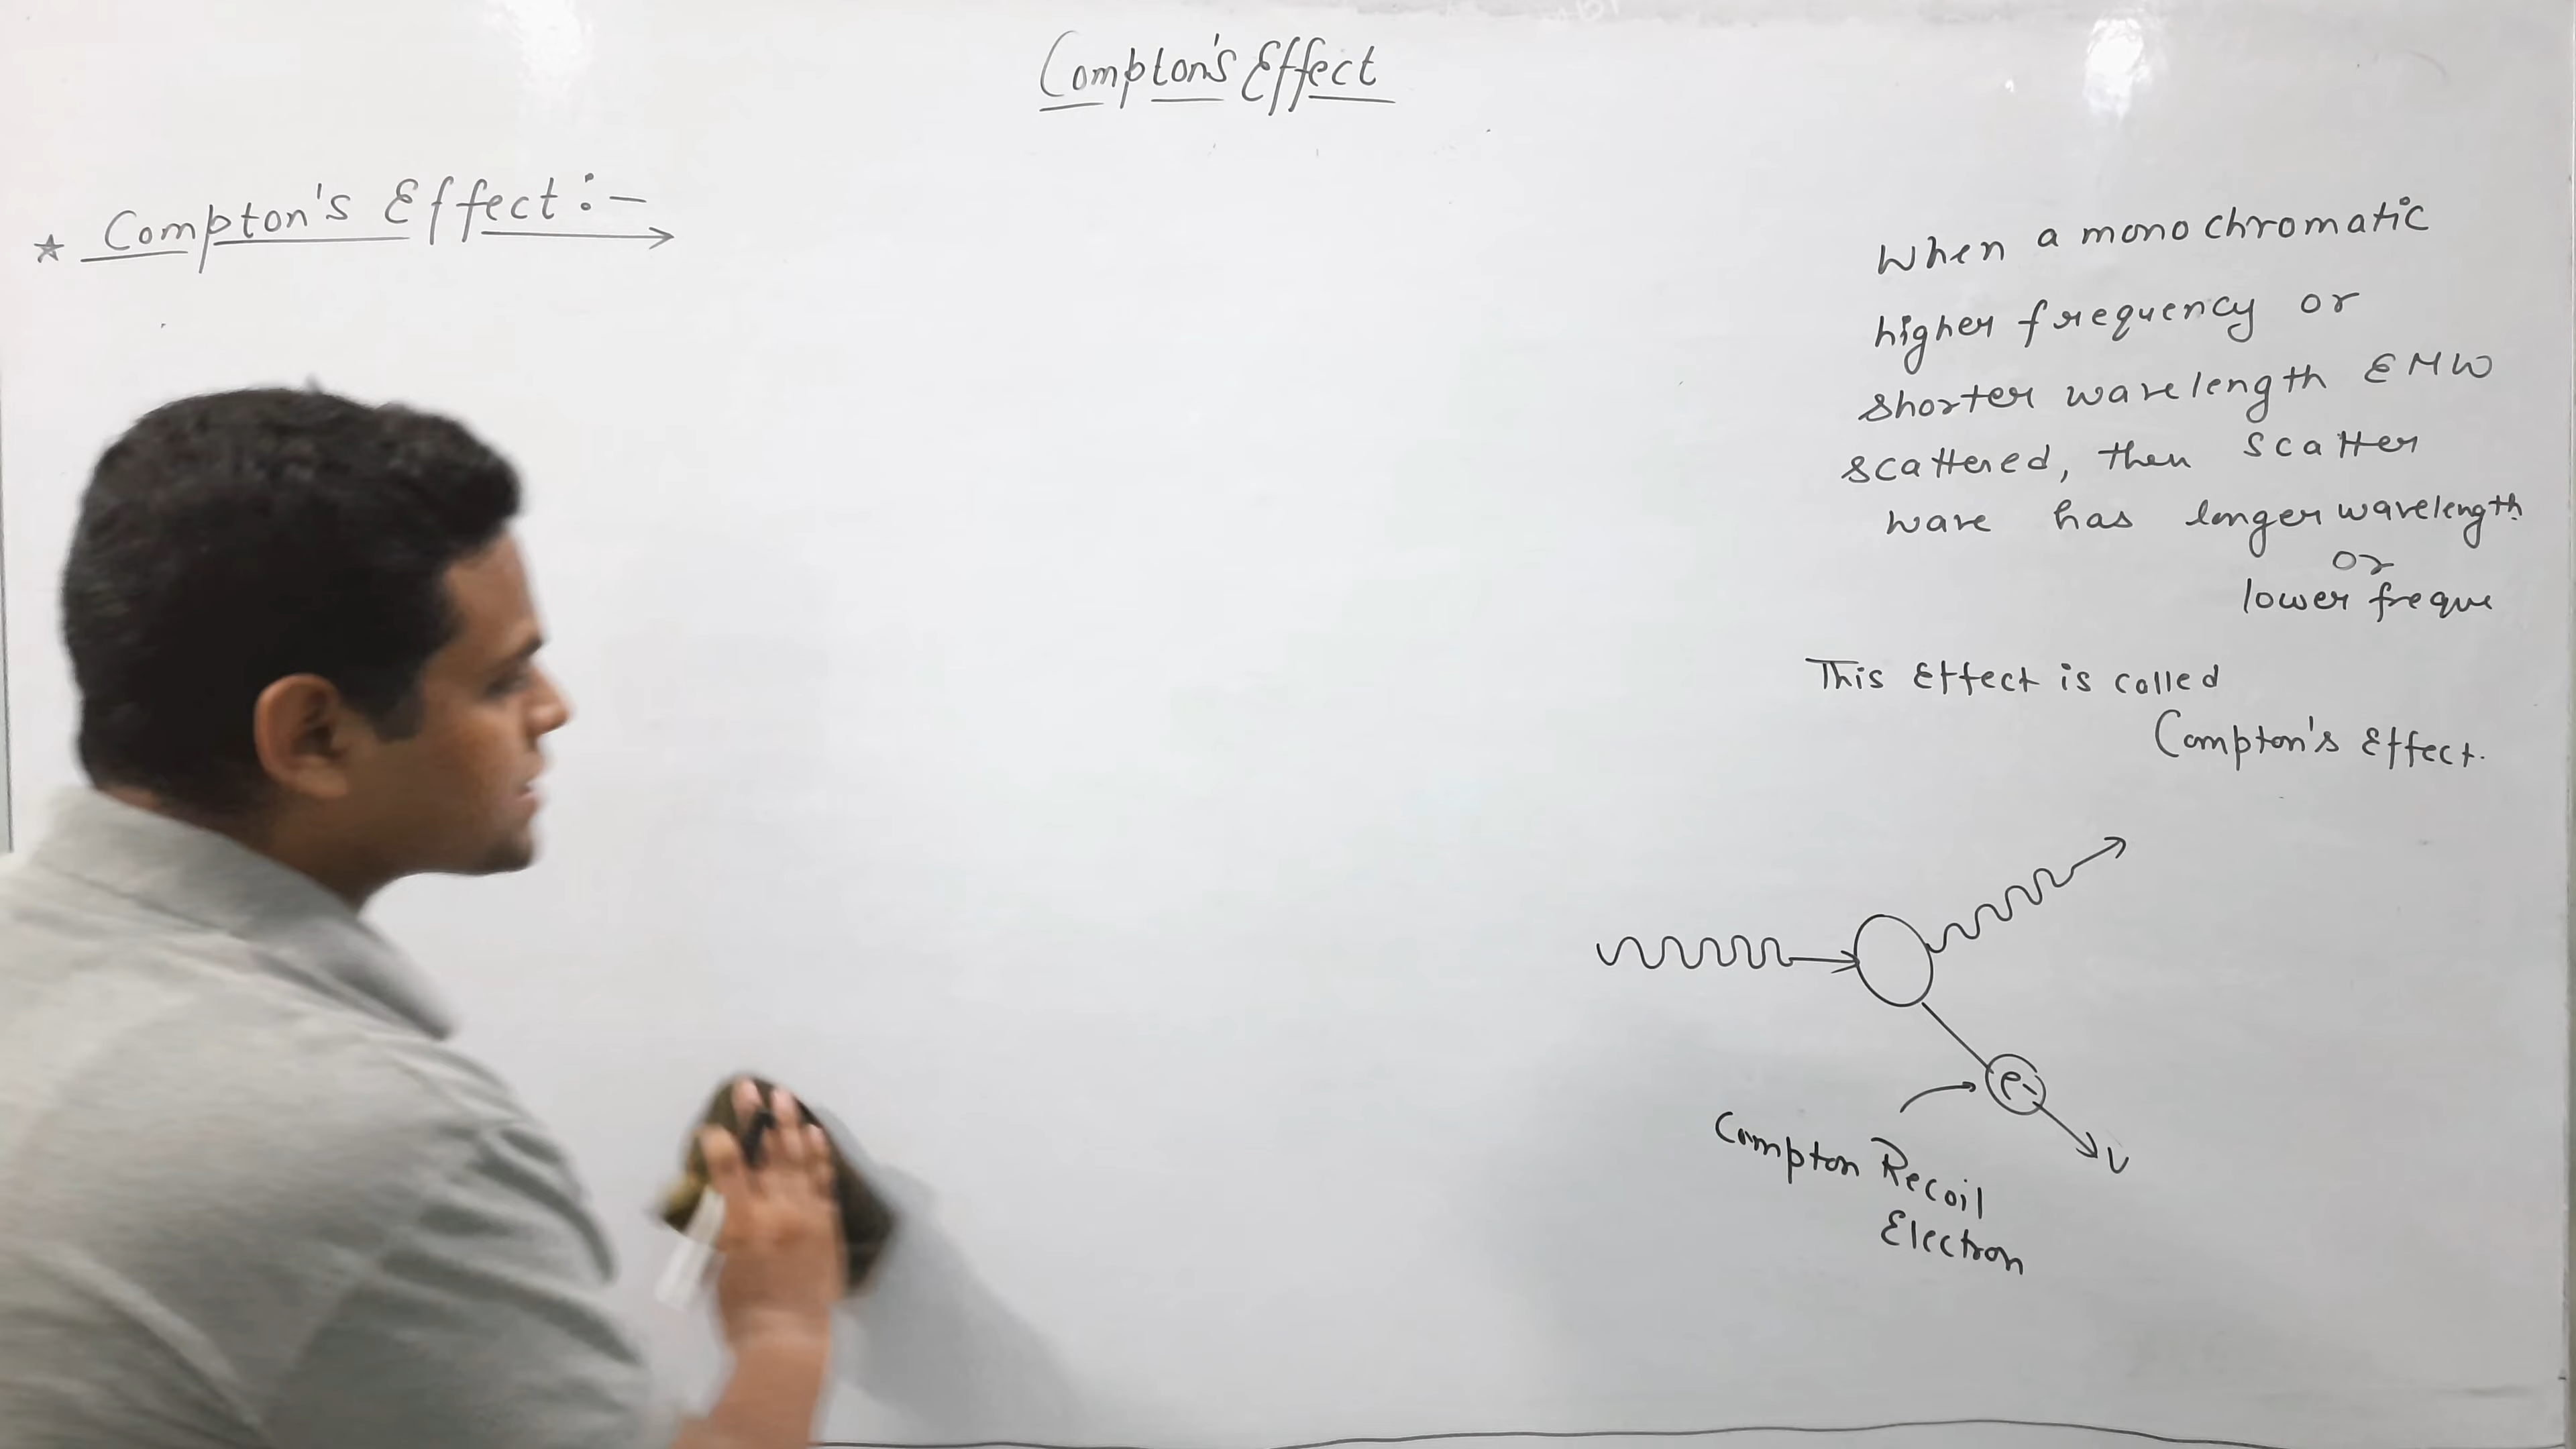 Compton's Effect
☆ Compton's Effect :-
When a monochromatic
higher frequency or
shorter wavelength EMW
scattered, then scatter
wave has longer wavelength
or
lower freque
This Effect is called
Compton's Effect.
e-
V
Compton Recoil
Electron